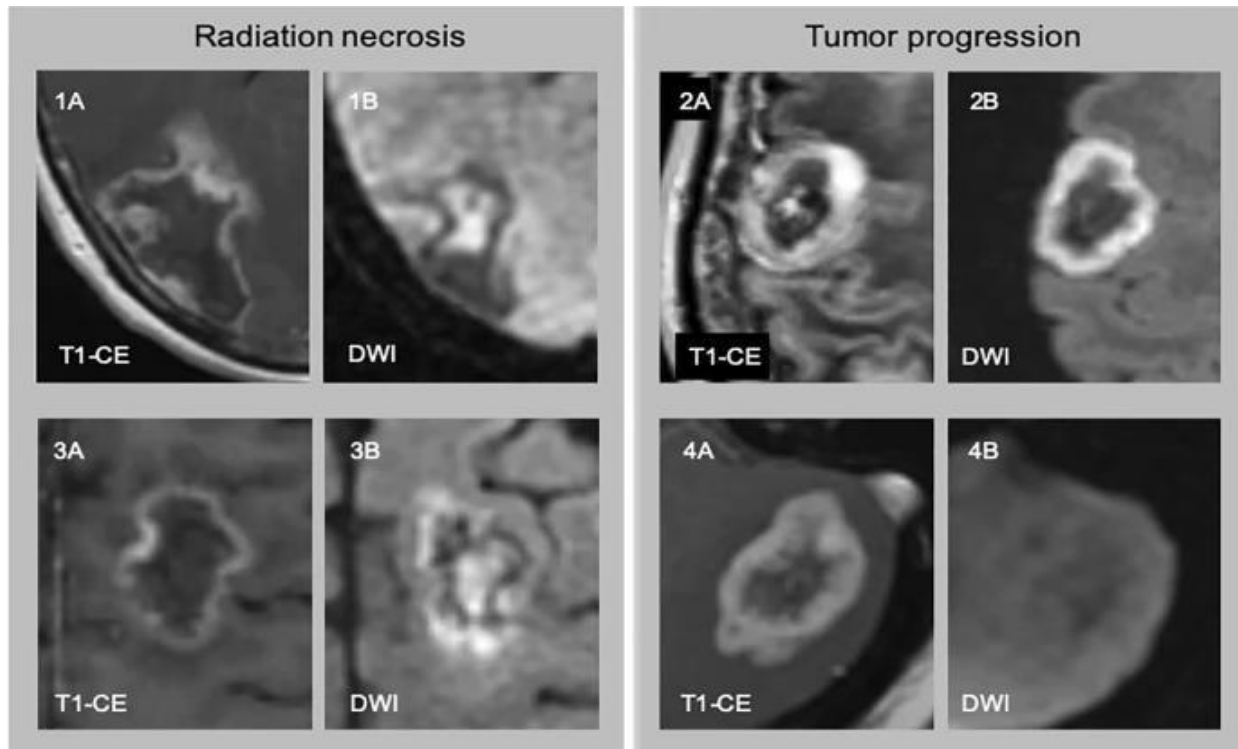 Radiation necrosis
Tumor progression
1A
1B
2A
2B
T1-CE
DWI
T1-CE
DWI
3A
3B
4A
4B
T1-CE
DWI
T1-CE
DWI